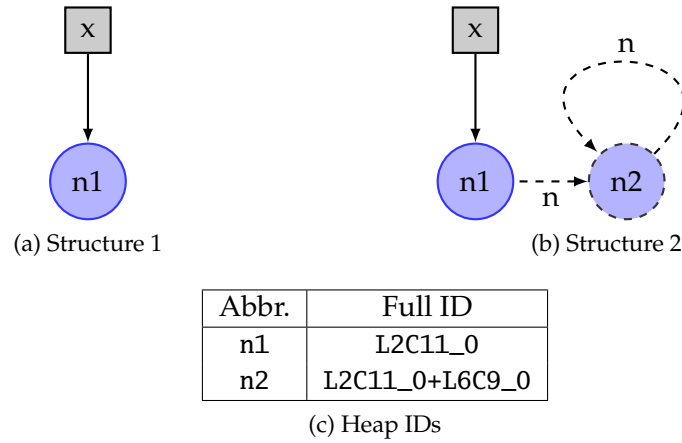 x
n1
(a) Structure 1
x
n
n1
n
n2
(b) Structure 2
Abbr. Full ID
n1 L2C11_0
n2 L2C11_0+L6C9_0
(c) Heap IDs